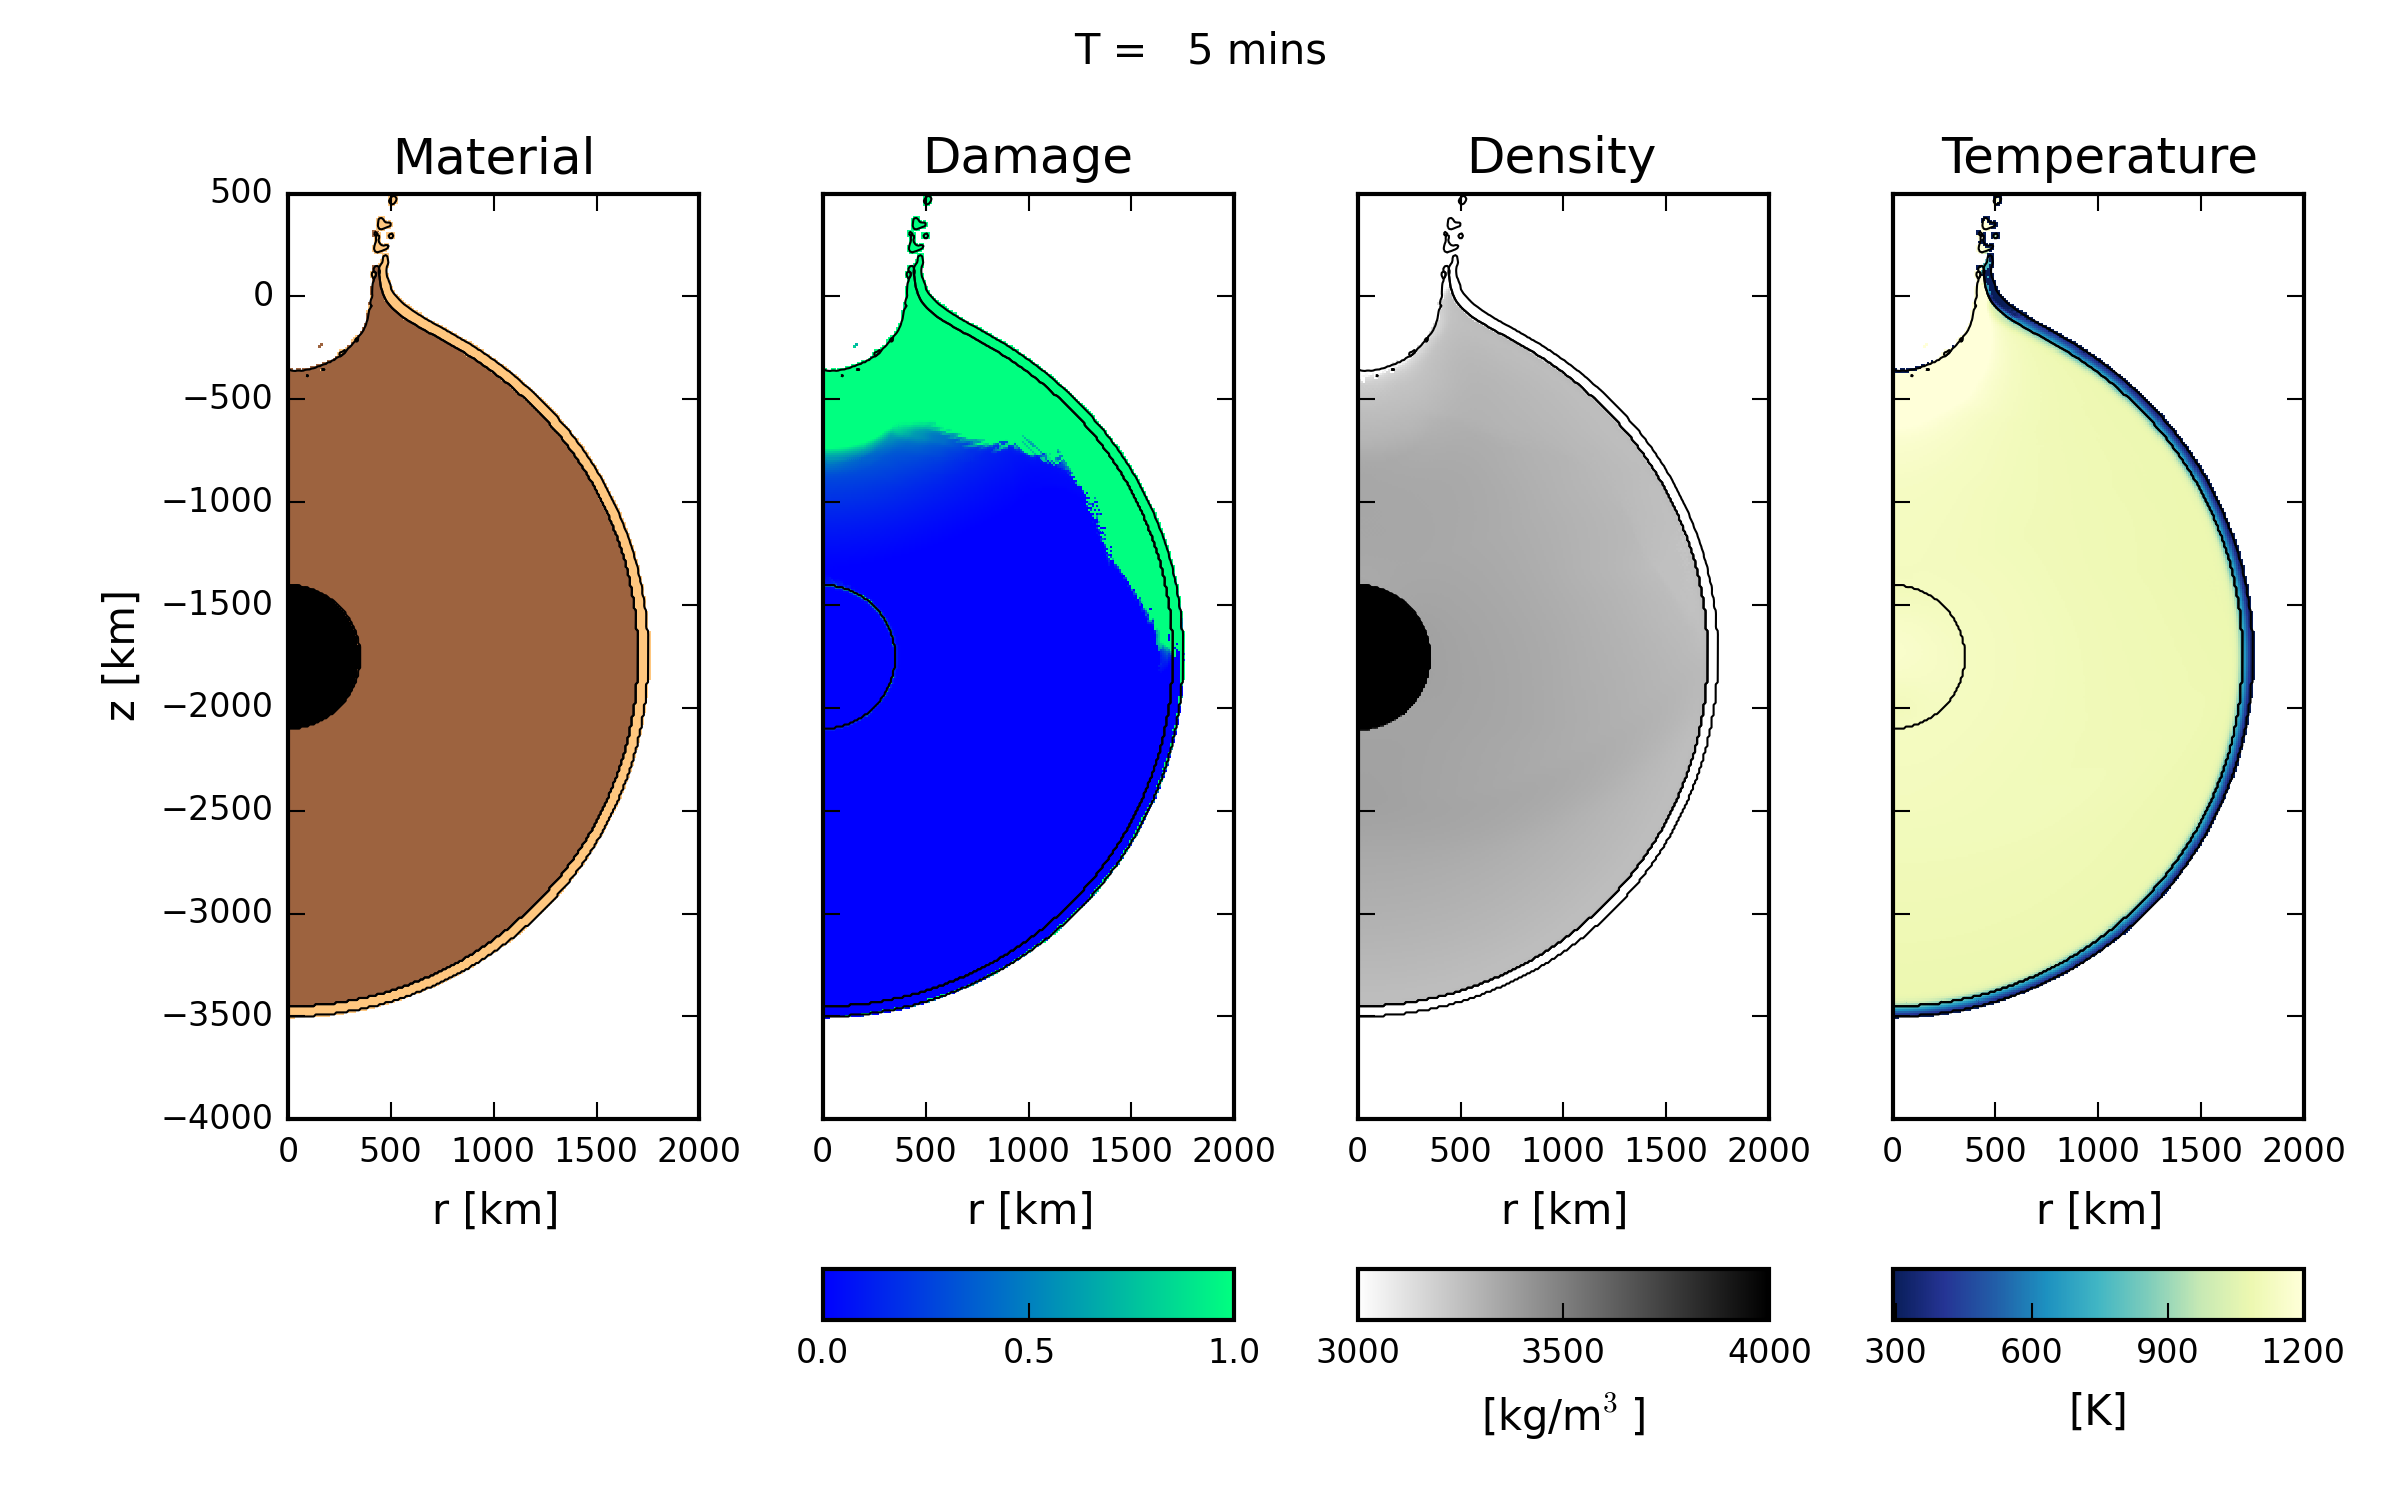 T = 5 mins
Material
Damage
Density
Temperature
500
0
−500
−1000
−1500
−2000
−2500
−3000
−3500
−4000
z [km]
0 500 1000 1500 2000
0 500 1000 1500 2000
0 500 1000 1500 2000
0 500 1000 1500 2000
r [km]
r [km]
r [km]
r [km]
0.0 0.5 1.0
3000 3500 4000
300 600 900 1200
[kg/m³ ]
[K]